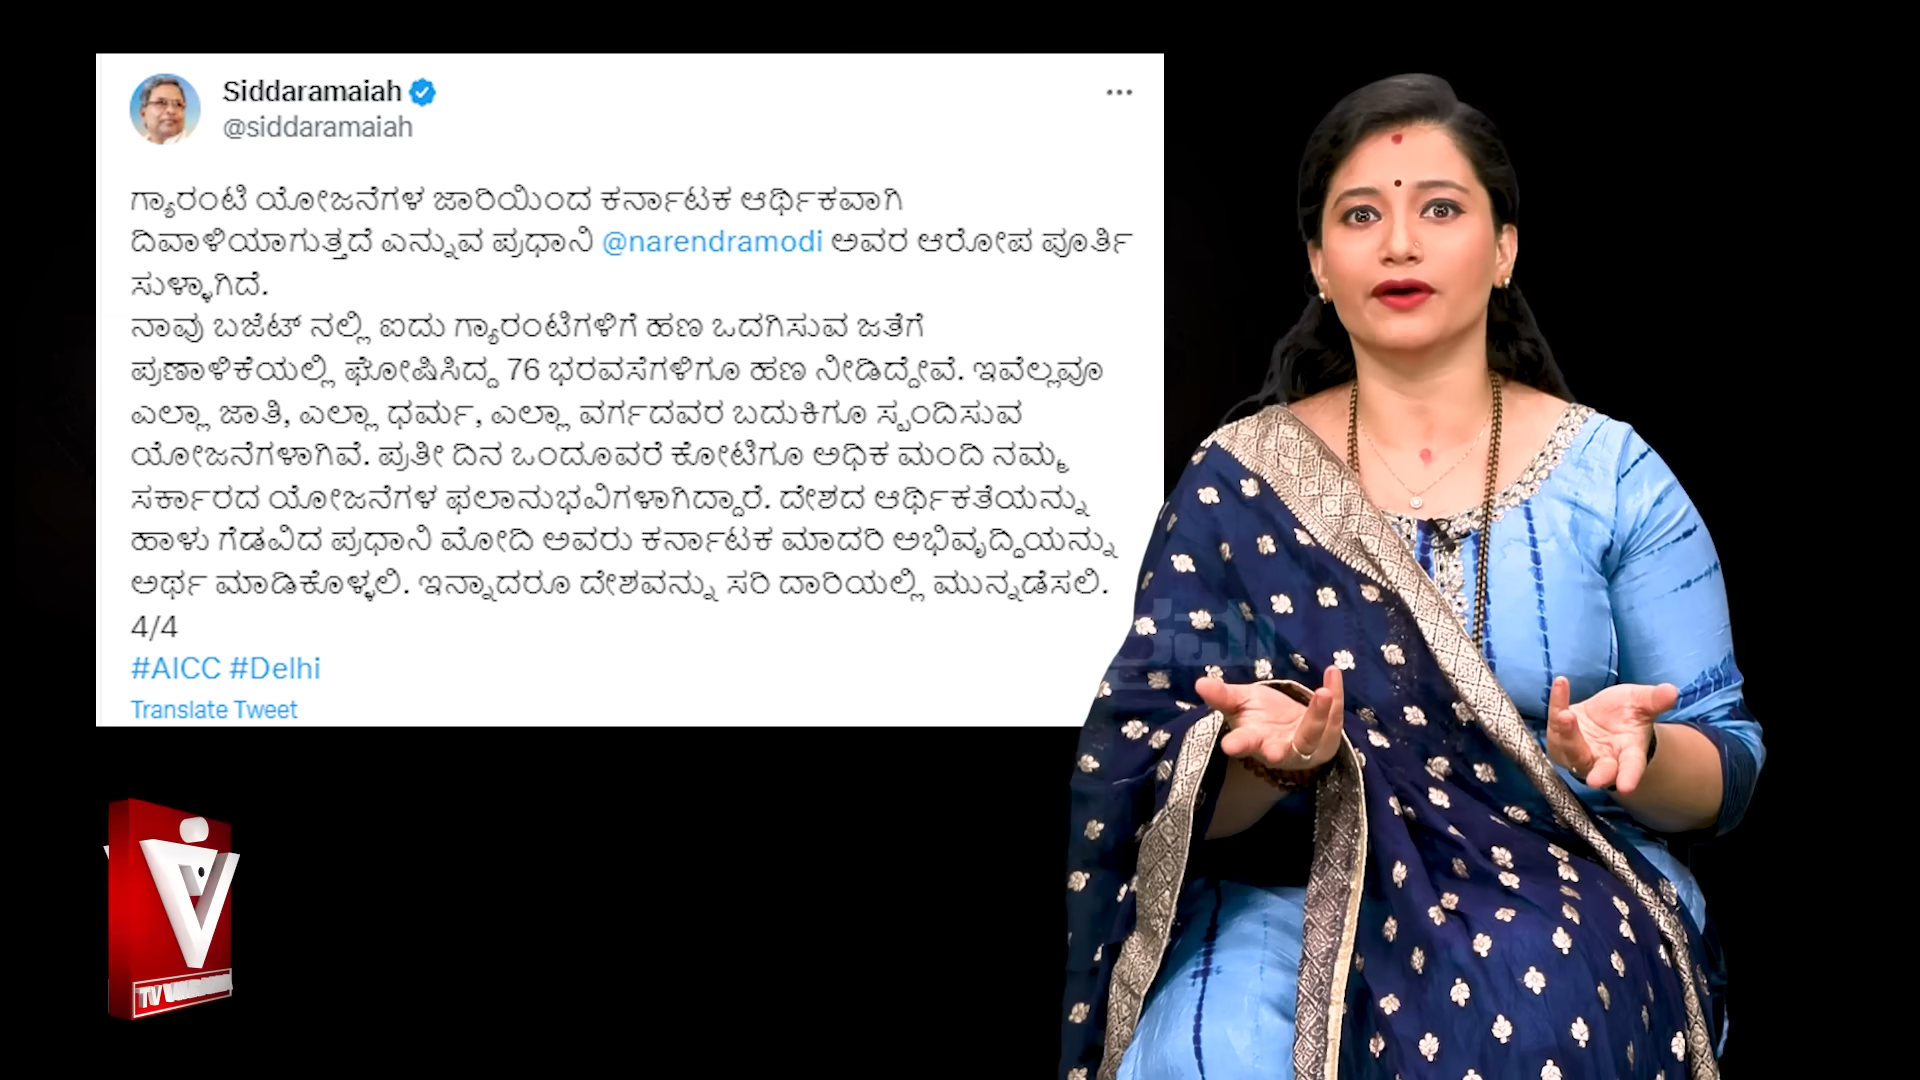 Siddaramaiah
@siddaramaiah
ಗ್ಯಾರಂಟಿ ಯೋಜನೆಗಳ ಜಾರಿಯಿಂದ ಕರ್ನಾಟಕ ಆರ್ಥಿಕವಾಗಿ
ದಿವಾಳಿಯಾಗುತ್ತದೆ ಎನ್ನುವ ಪ್ರಧಾನಿ @narendramodi ಅವರ ಆರೋಪ ಪೂರ್ತಿ
ಸುಳ್ಳಾಗಿದೆ.
ನಾವು ಬಜೆಟ್ ನಲ್ಲಿ ಐದು ಗ್ಯಾರಂಟಿಗಳಿಗೆ ಹಣ ಒದಗಿಸುವ ಜತೆಗೆ
ಪ್ರಣಾಳಿಕೆಯಲ್ಲಿ ಘೋಷಿಸಿದ್ದ 76 ಭರವಸೆಗಳಿಗೂ ಹಣ ನೀಡಿದ್ದೇವೆ. ಇವೆಲ್ಲವೂ
ಎಲ್ಲಾ ಜಾತಿ, ಎಲ್ಲಾ ಧರ್ಮ, ಎಲ್ಲಾ ವರ್ಗದವರ ಬದುಕಿಗೂ ಸ್ಪಂದಿಸುವ
ಯೋಜನೆಗಳಾಗಿವೆ. ಪ್ರತೀ ದಿನ ಒಂದೂವರೆ ಕೋಟಿಗೂ ಅಧಿಕ ಮಂದಿ ನಮ್ಮ
ಸರ್ಕಾರದ ಯೋಜನೆಗಳ ಫಲಾನುಭವಿಗಳಾಗಿದ್ದಾರೆ. ದೇಶದ ಆರ್ಥಿಕತೆಯನ್ನು
ಹಾಳು ಗೆಡವಿದ ಪ್ರಧಾನಿ ಮೋದಿ ಅವರು ಕರ್ನಾಟಕ ಮಾದರಿ ಅಭಿವೃದ್ಧಿಯನ್ನು
ಅರ್ಥ ಮಾಡಿಕೊಳ್ಳಲಿ. ಇನ್ನಾದರೂ ದೇಶವನ್ನು ಸರಿ ದಾರಿಯಲ್ಲಿ ಮುನ್ನಡೆಸಲಿ.
4/4
#AICC #Delhi
Translate Tweet
TV